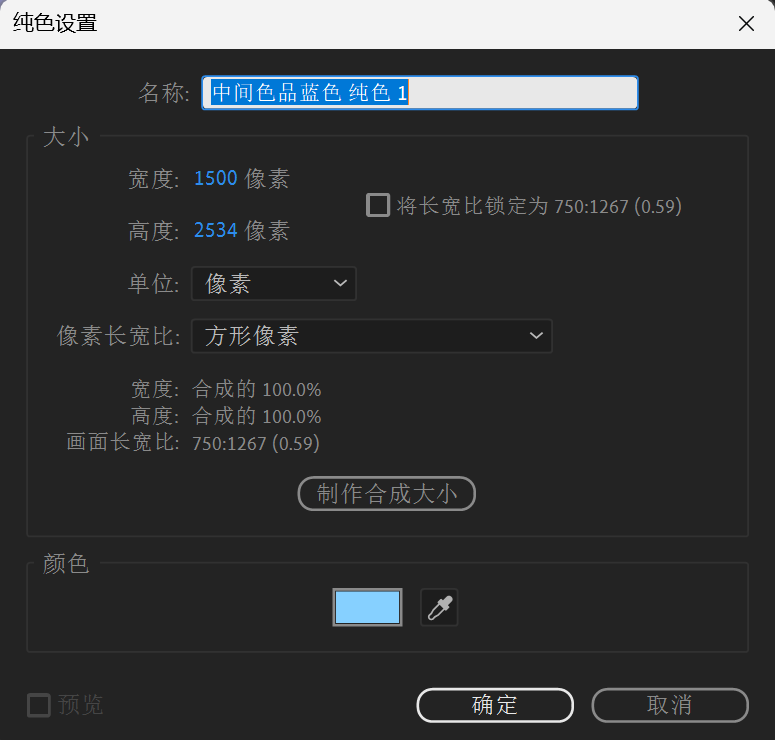 纯色设置
名称: 中间色品蓝色 纯色 1
大小
宽度: 1500 像素
将长宽比锁定为 750:1267 (0.59)
高度: 2534 像素
单位: 像素
像素长宽比: 方形像素
宽度: 合成的 100.0%
高度: 合成的 100.0%
画面长宽比: 750:1267 (0.59)
制作合成大小
颜色
预览 确定 取消